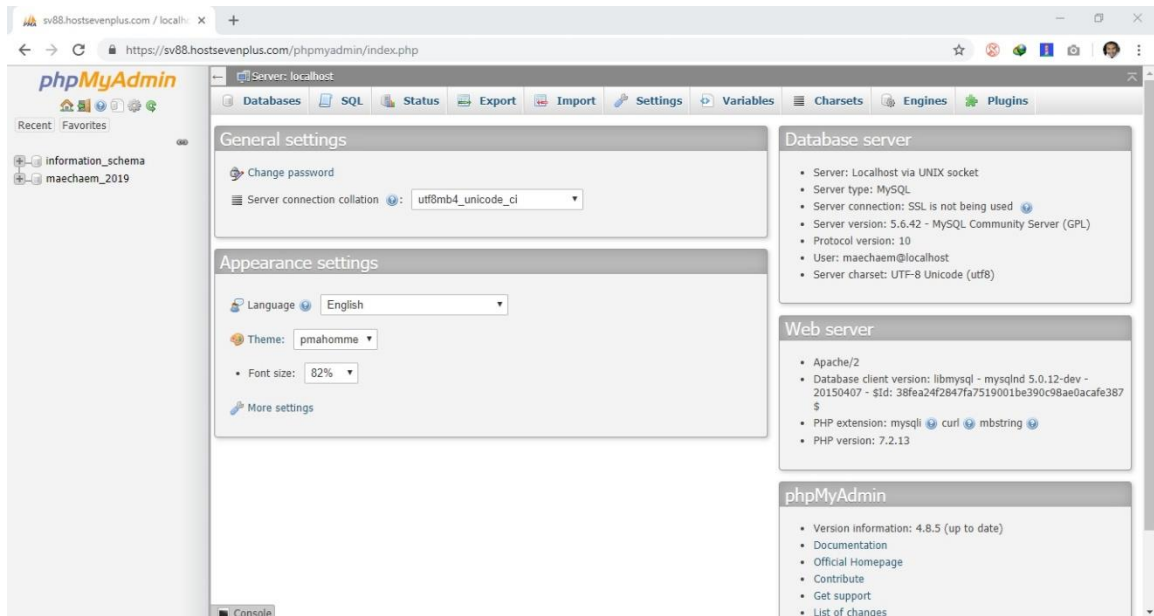 sv88.hostsevenplus.com / localh
https://sv88.hostsevenplus.com/phpmyadmin/index.php
phpMyAdmin
Recent Favorites
information_schema
maechaem_2019
Server: localhost
Databases SQL Status Export Import Settings Variables Charsets Engines Plugins
General settings
Change password
Server connection collation : utf8mb4_unicode_ci
Appearance settings
Language English
Theme: pmahomme
• Font size: 82%
More settings
Database server
• Server: Localhost via UNIX socket
• Server type: MySQL
• Server connection: SSL is not being used
• Server version: 5.6.42 - MySQL Community Server (GPL)
• Protocol version: 10
• User: maechaem@localhost
• Server charset: UTF-8 Unicode (utf8)
Web server
• Apache/2
• Database client version: libmysql - mysqlnd 5.0.12-dev -
20150407 - $Id: 38fea24f2847fa7519001be390c98ae0acafe387
$
• PHP extension: mysqli curl mbstring
• PHP version: 7.2.13
phpMyAdmin
• Version information: 4.8.5 (up to date)
• Documentation
• Official Homepage
• Contribute
• Get support
• List of changes
Console